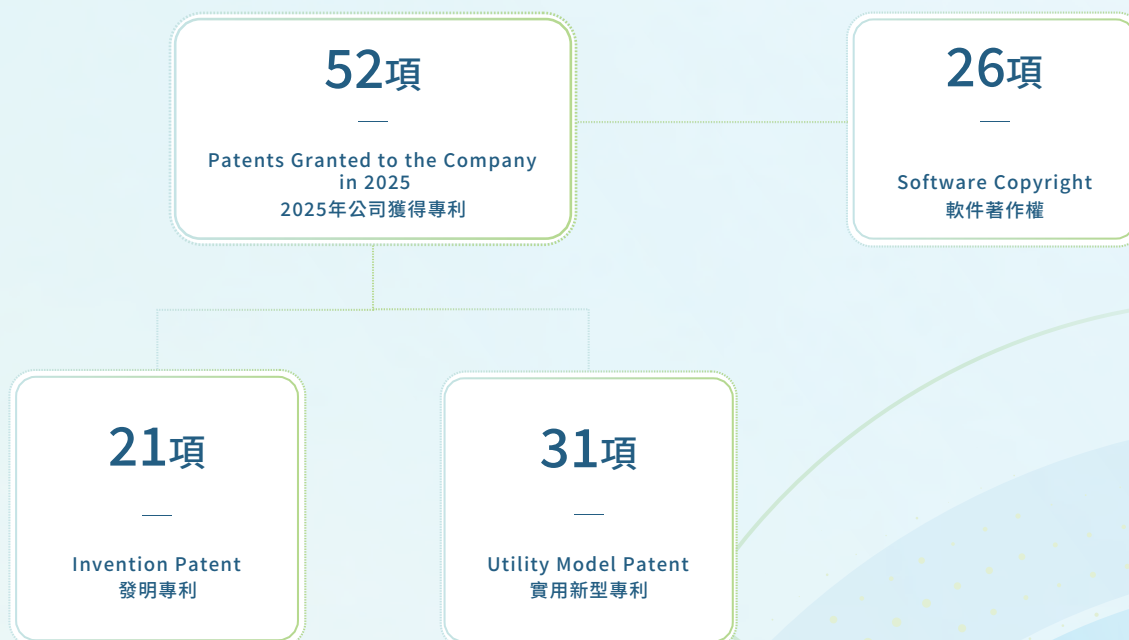 52項
Patents Granted to the Company
in 2025
2025年公司獲得專利
26項
Software Copyright
軟件著作權
21項
Invention Patent
發明專利
31項
Utility Model Patent
實用新型專利